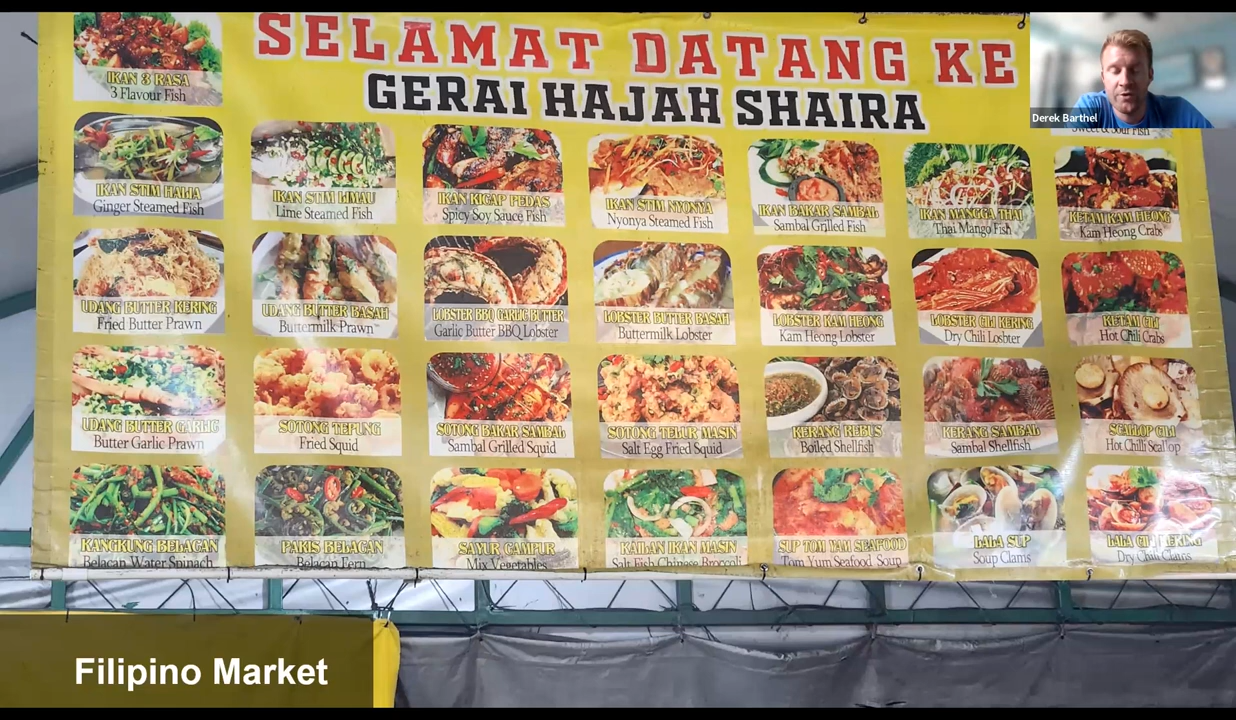 SELAMAT DATANG KE
GERAI HAJAH SHAIRA
Derek Barthel
IKAN 3 RASA
3 Flavour Fish
Sweet & Sour Fish
IKAN STIM HALIA
Ginger Steamed Fish
IKAN STIM LIMAU
Lime Steamed Fish
IKAN KICAP PEDAS
Spicy Soy Sauce Fish
IKAN STIM NYONYA
Nyonya Steamed Fish
IKAN BAKAR SAMBAL
Sambal Grilled Fish
IKAN MANGGA THAI
Thai Mango Fish
KETAM KAM HEONG
Kam Heong Crabs
UDANG BUTTER KERING
Fried Butter Prawn
UDANG BUTTER BASAH
Buttermilk Prawn
LOBSTER BBQ GARLIC BUTTER
Garlic Butter BBQ Lobster
LOBSTER BUTTER BASAH
Buttermilk Lobster
LOBSTER KAM HEONG
Kam Heong Lobster
LOBSTER CILI KERING
Dry Chili Losbter
KETAM CILI
Hot Chili Crabs
UDANG BUTTER GARLIC
Butter Garlic Prawn
SOTONG TEPUNG
Fried Squid
SOTONG BAKAR SAMBAL
Sambal Grilled Squid
SOTONG TELUR MASIN
Salt Egg Fried Squid
KERANG REBUS
Boiled Shellfish
KERANG SAMBAL
Sambal Shellfish
SCALLOP CILI
Hot Chilli Scallop
KANGKUNG BELACAN
Belacan Water Spinach
PAKIS BELACAN
Belacan Fern
SAYUR CAMPUR
Mix Vegetables
KAILAN IKAN MASIN
Salt Fish Chinese Broccoli
SUP TOM YAM SEAFOOD
Tom Yum Seafood Soup
LALA SUP
Soup Clams
LALA CILI KERING
Dry Chili Clams
Filipino Market